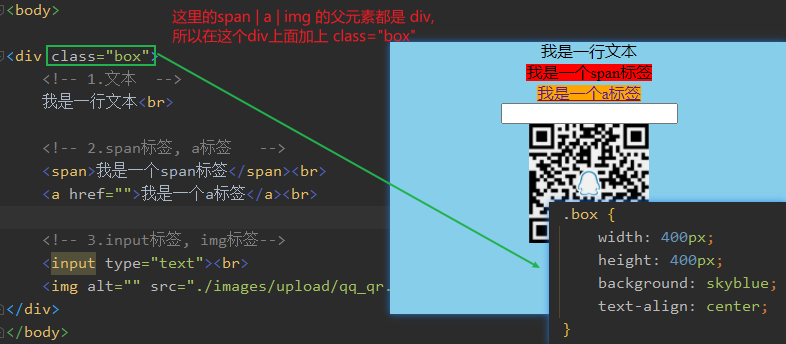 <body>
这里的span | a | img 的父元素都是 div,
所以在这个div上面加上 class="box"
<div class="box">
<!-- 1.文本  -->
我是一行文本<br>
<!-- 2.span标签, a标签   -->
<span>我是一个span标签</span><br>
<a href="">我是一个a标签</a><br>
<!-- 3.input标签, img标签-->
<input type="text"><br>
<img alt="" src="./images/upload/qq_qr.
</div>
</body>
我是一行文本
我是一个span标签
我是一个a标签
.box {
width: 400px;
height: 400px;
background: skyblue;
text-align: center;
}